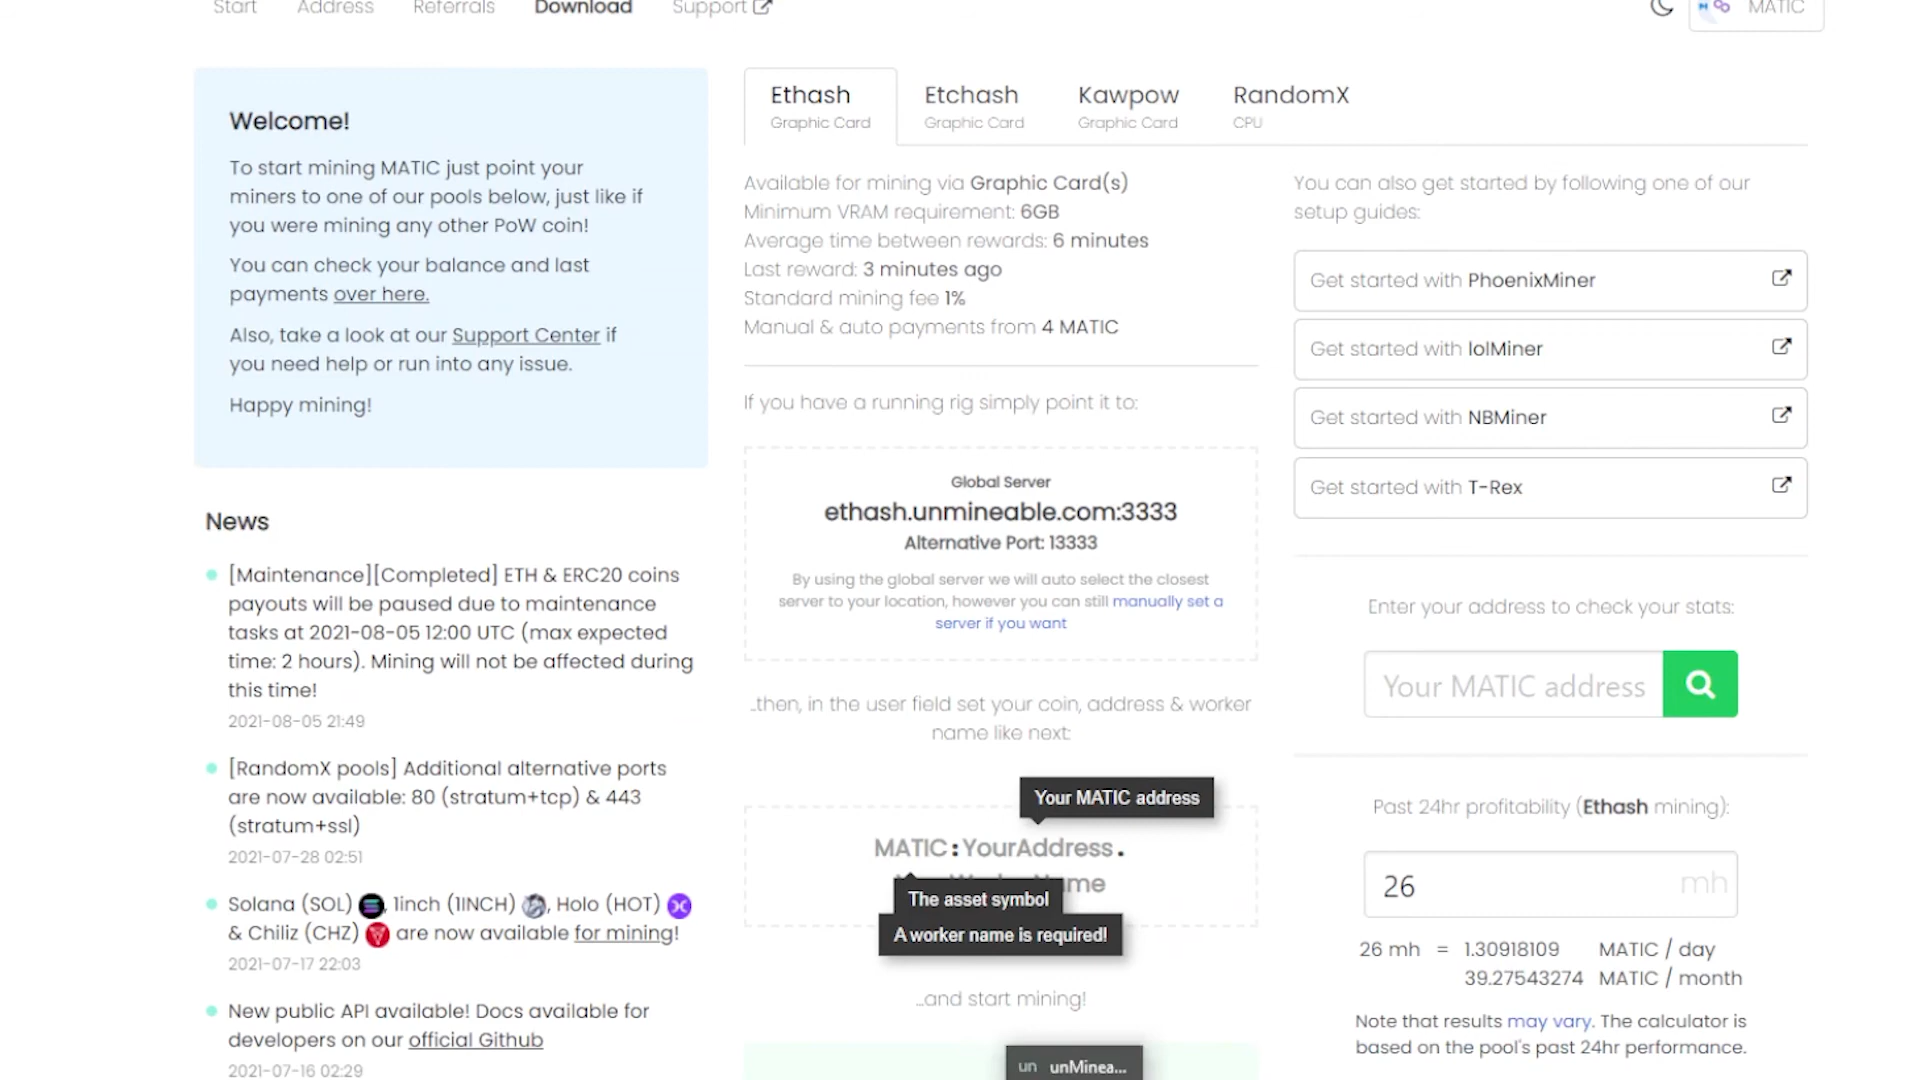 Start Address Referrals Download Support
MATIC
Welcome!
To start mining MATIC just point your
miners to one of our pools below, just like if
you were mining any other PoW coin!
You can check your balance and last
payments over here.
Also, take a look at our Support Center if
you need help or run into any issue.
Happy mining!
News
[Maintenance][Completed] ETH & ERC20 coins
payouts will be paused due to maintenance
tasks at 2021-08-05 12:00 UTC (max expected
time: 2 hours). Mining will not be affected during
this time!
2021-08-05 21:49
[RandomX pools] Additional alternative ports
are now available: 80 (stratum+tcp) & 443
(stratum+ssl)
2021-07-28 02:51
Solana (SOL) , 1inch (1INCH) , Holo (HOT)
& Chiliz (CHZ) are now available for mining!
2021-07-17 22:03
New public API available! Docs available for
developers on our official Github
2021-07-16 02:29
Ethash
Graphic Card
Etchash
Graphic Card
Kawpow
Graphic Card
RandomX
CPU
Available for mining via Graphic Card(s)
Minimum VRAM requirement: 6GB
Average time between rewards: 6 minutes
Last reward: 3 minutes ago
Standard mining fee 1%
Manual & auto payments from 4 MATIC
If you have a running rig simply point it to:
Global Server
ethash.unmineable.com:3333
Alternative Port: 13333
By using the global server we will auto select the closest
server to your location, however you can still manually set a
server if you want
..then, in the user field set your coin, address & worker
name like next:
Your MATIC address
MATIC:YourAddress.
The asset symbol
A worker name is required!
...and start mining!
un unMinea...
You can also get started by following one of our
setup guides:
Get started with PhoenixMiner
Get started with lolMiner
Get started with NBMiner
Get started with T-Rex
Enter your address to check your stats:
Your MATIC address
Past 24hr profitability (Ethash mining):
26 mh
26 mh = 1.30918109 MATIC / day
39.27543274 MATIC / month
Note that results may vary. The calculator is
based on the pool's past 24hr performance.